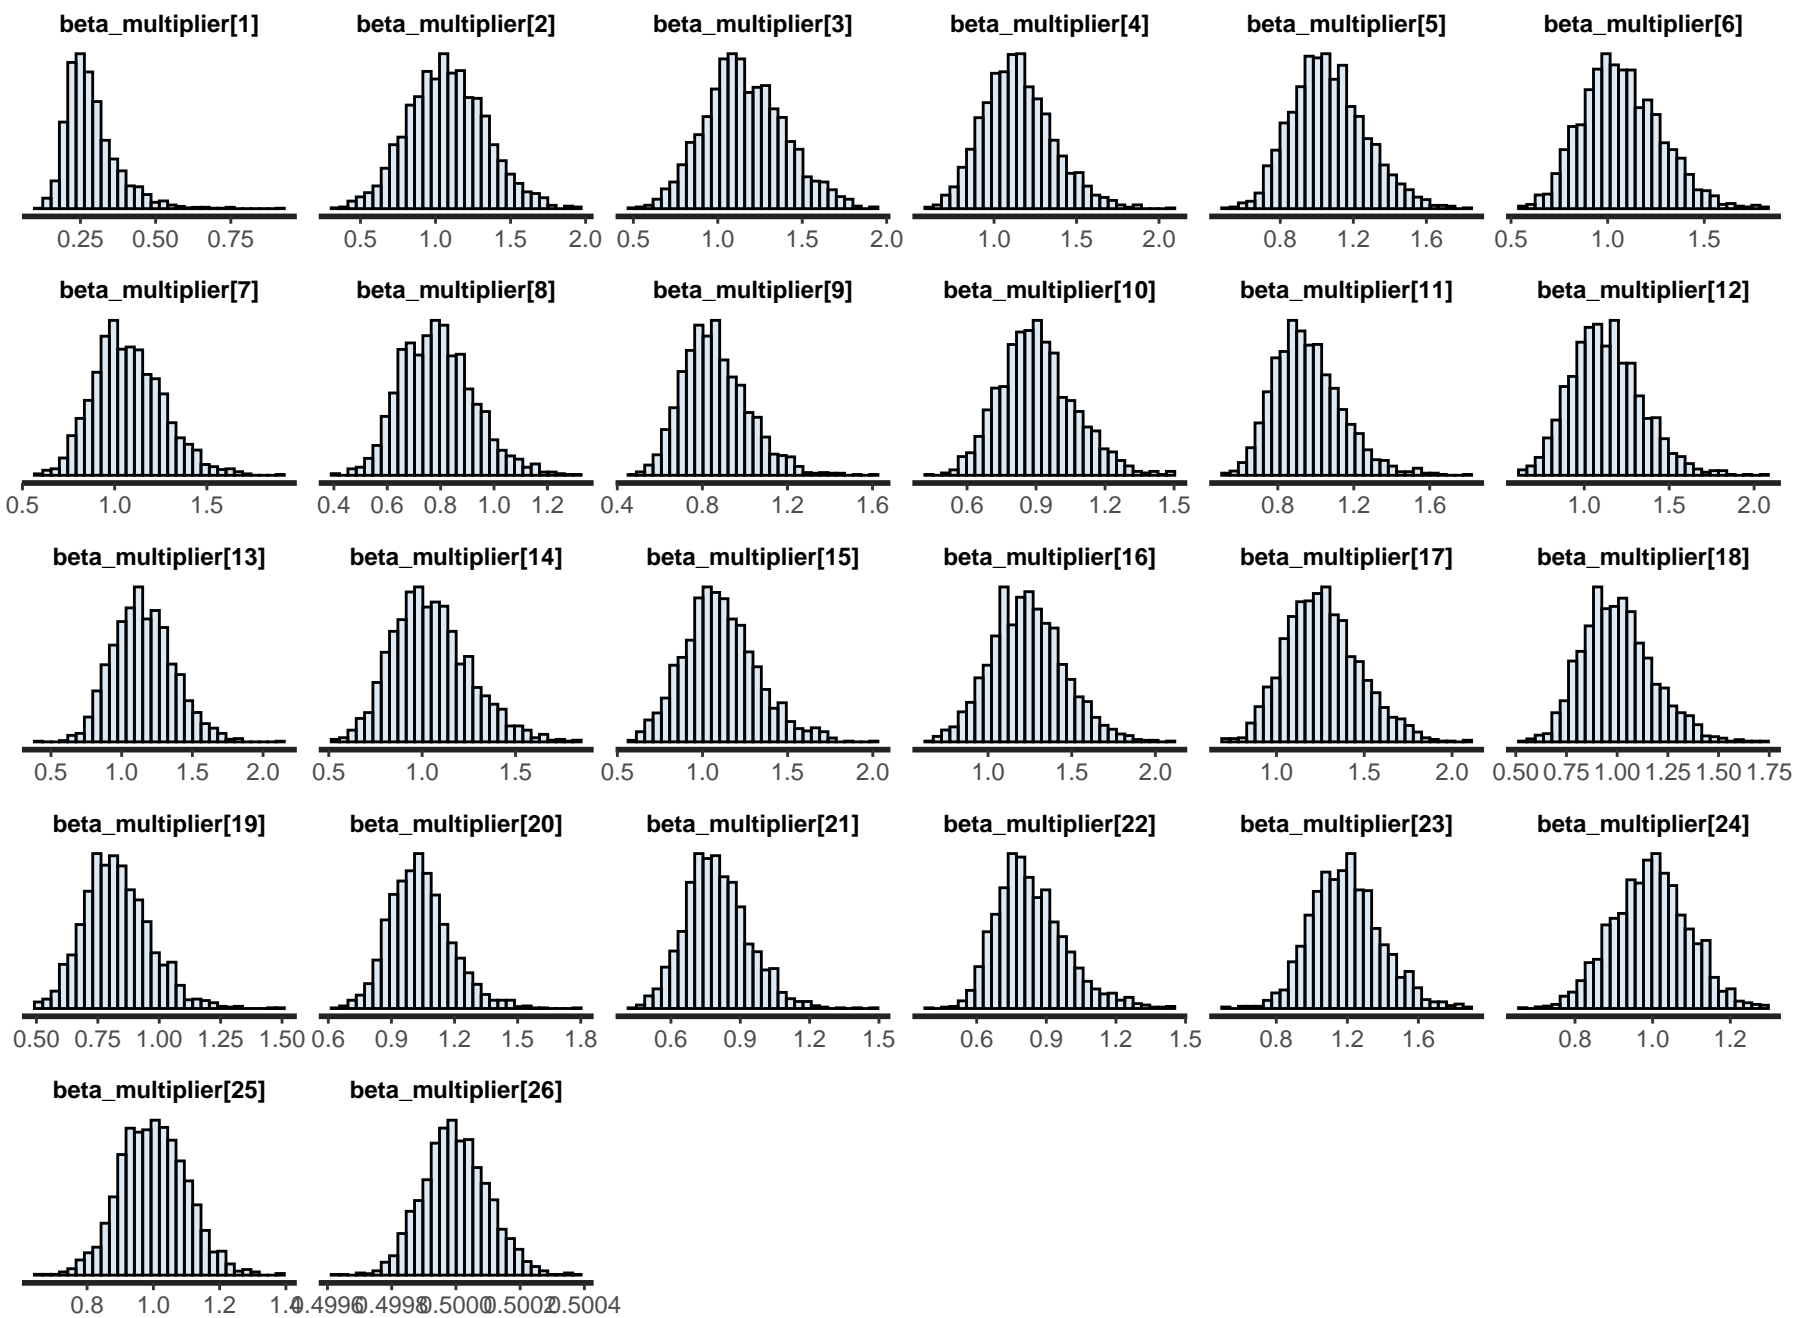 beta_multiplier[1] beta_multiplier[2] beta_multiplier[3] beta_multiplier[4] beta_multiplier[5] beta_multiplier[6]
0.25 0.50 0.75 0.5 1.0 1.5 2.0 0.5 1.0 1.5 2.0 1.0 1.5 2.0 0.8 1.2 1.6 0.5 1.0 1.5
beta_multiplier[7] beta_multiplier[8] beta_multiplier[9] beta_multiplier[10] beta_multiplier[11] beta_multiplier[12]
0.5 1.0 1.5 0.4 0.6 0.8 1.0 1.2 0.4 0.8 1.2 1.6 0.6 0.9 1.2 1.5 0.8 1.2 1.6 1.0 1.5 2.0
beta_multiplier[13] beta_multiplier[14] beta_multiplier[15] beta_multiplier[16] beta_multiplier[17] beta_multiplier[18]
0.5 1.0 1.5 2.0 0.5 1.0 1.5 0.5 1.0 1.5 2.0 1.0 1.5 2.0 1.0 1.5 2.0 0.50 0.75 1.00 1.25 1.50 1.75
beta_multiplier[19] beta_multiplier[20] beta_multiplier[21] beta_multiplier[22] beta_multiplier[23] beta_multiplier[24]
0.50 0.75 1.00 1.25 1.50 0.6 0.9 1.2 1.5 1.8 0.6 0.9 1.2 1.5 0.6 0.9 1.2 1.5 0.8 1.2 1.6 0.8 1.0 1.2
beta_multiplier[25] beta_multiplier[26]
0.8 1.0 1.2 1.4 0.4996 0.4998 0.5000 0.5002 0.5004